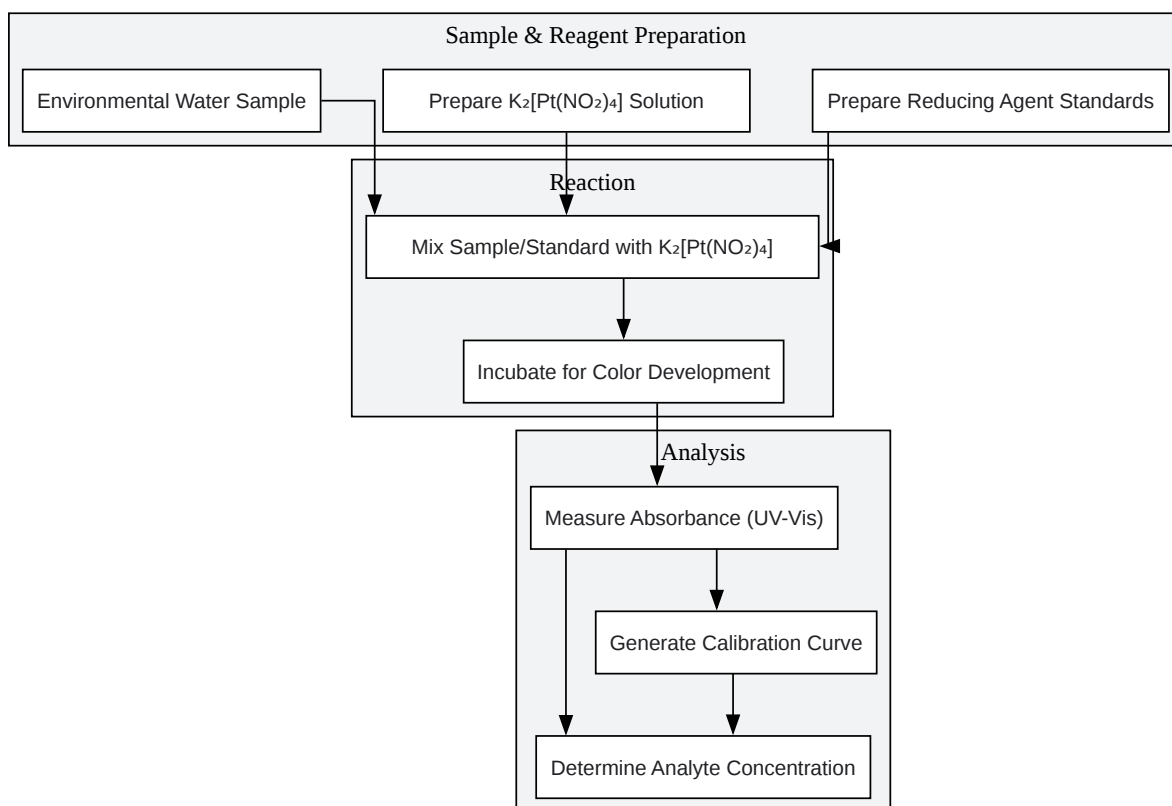 Sample & Reagent Preparation
Environmental Water Sample
Prepare K₂[Pt(NO₂)₄] Solution
Prepare Reducing Agent Standards
Reaction
Mix Sample/Standard with K₂[Pt(NO₂)₄]
Incubate for Color Development
Analysis
Measure Absorbance (UV-Vis)
Generate Calibration Curve
Determine Analyte Concentration